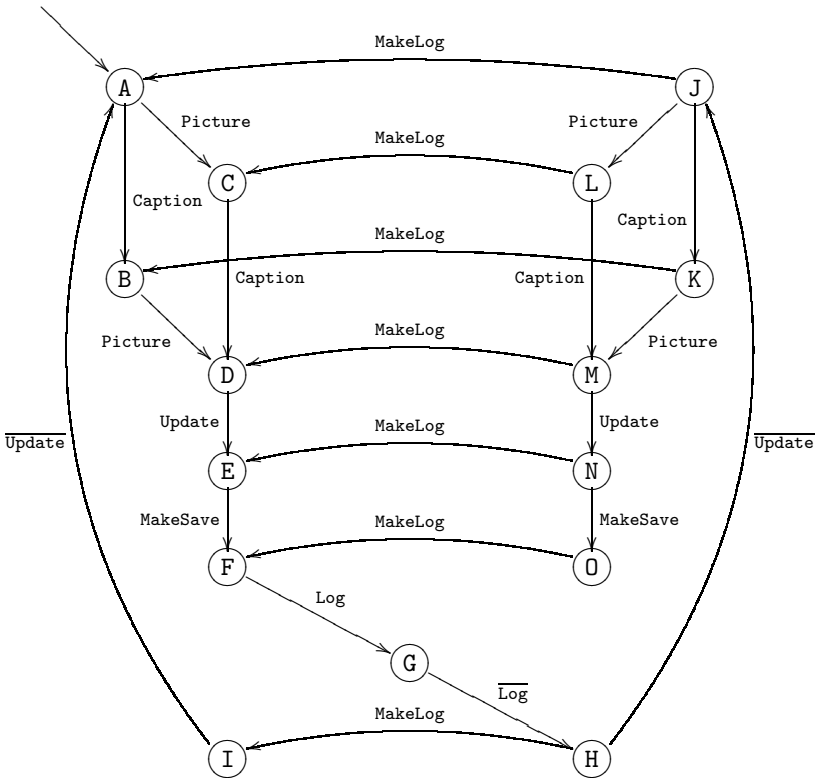 MakeLog
A
J
Picture
Picture
MakeLog
C
L
Caption
Caption
MakeLog
B
K
Caption
Caption
Picture
MakeLog
Picture
D
M
Update
Update
MakeLog
Update
Update
E
N
MakeSave
MakeLog
MakeSave
F
O
Log
G
Log
MakeLog
I
H